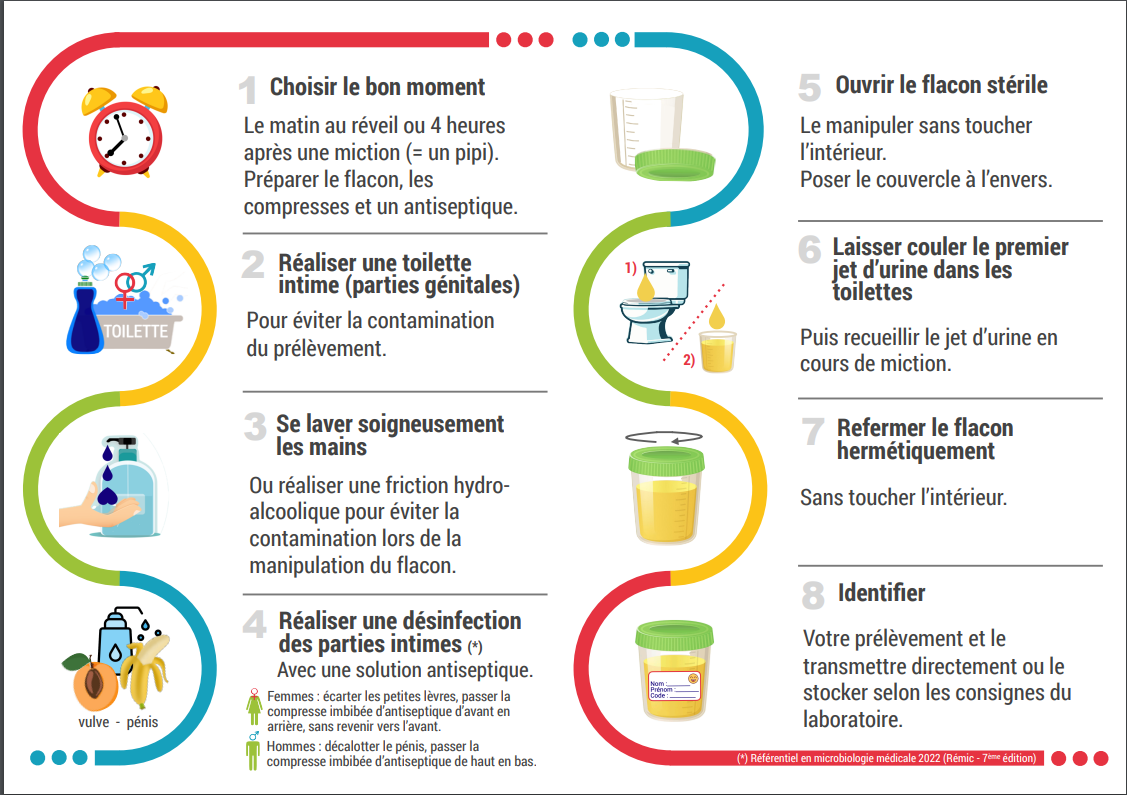 1 Choisir le bon moment
Le matin au réveil ou 4 heures
après une miction (= un pipi).
Préparer le flacon, les
compresses et un antiseptique.
TOILETTE
2 Réaliser une toilette
intime (parties génitales)
Pour éviter la contamination
du prélèvement.
3 Se laver soigneusement
les mains
Ou réaliser une friction hydro-
alcoolique pour éviter la
contamination lors de la
manipulation du flacon.
vulve - pénis
4 Réaliser une désinfection
des parties intimes (*)
Avec une solution antiseptique.
Femmes : écarter les petites lèvres, passer la
compresse imbibée d'antiseptique d'avant en
arrière, sans revenir vers l'avant.
Hommes : décalotter le pénis, passer la
compresse imbibée d'antiseptique de haut en bas.
5 Ouvrir le flacon stérile
Le manipuler sans toucher
l'intérieur.
Poser le couvercle à l'envers.
1)
2)
6 Laisser couler le premier
jet d'urine dans les
toilettes
Puis recueillir le jet d'urine en
cours de miction.
7 Refermer le flacon
hermétiquement
Sans toucher l'intérieur.
Nom :
Prénom :
Code :
8 Identifier
Votre prélèvement et le
transmettre directement ou le
stocker selon les consignes du
laboratoire.
(*) Référentiel en microbiologie médicale 2022 (Rémic - 7ème édition)